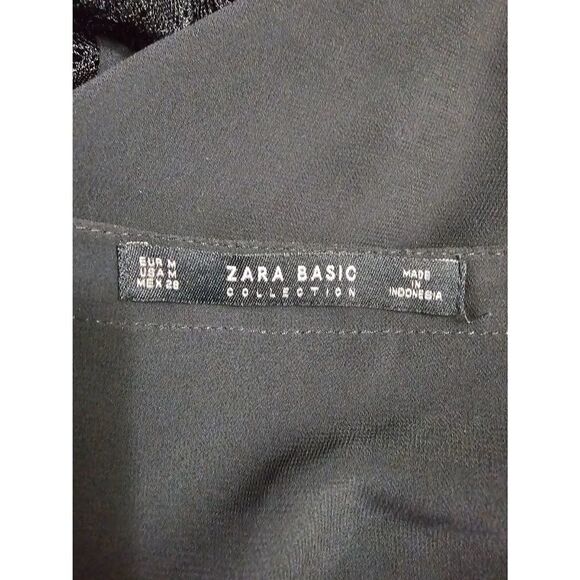 EUR M
USA M
MEX 28
ZARA BASIC
COLLECTION
MADE
IN
INDONESIA